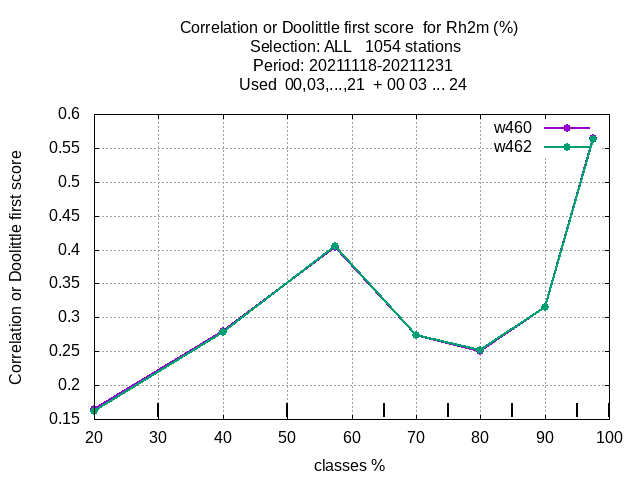 Correlation or Doolittle first score  for Rh2m (%)
Selection: ALL   1054 stations
Period: 20211118-20211231
Used  00,03,...,21  + 00 03 ... 24
w460
w462
0.6
0.55
0.5
0.45
0.4
0.35
0.3
0.25
0.2
0.15
Correlation or Doolittle first score
20 30 40 50 60 70 80 90 100
classes %